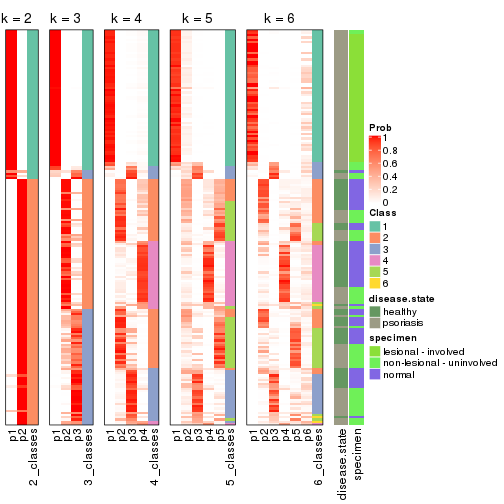 k = 2
k = 3
k = 4
k = 5
k = 6
Prob
1
0.8
0.6
0.4
0.2
0
Class
1
2
3
4
5
6
disease.state
healthy
psoriasis
specimen
lesional - involved
non-lesional - uninvolved
normal
p1
p2
2_classes
p1
p2
p3
3_classes
p1
p2
p3
p4
4_classes
p1
p2
p3
p4
p5
5_classes
p1
p2
p3
p4
p5
p6
6_classes
disease.state
specimen